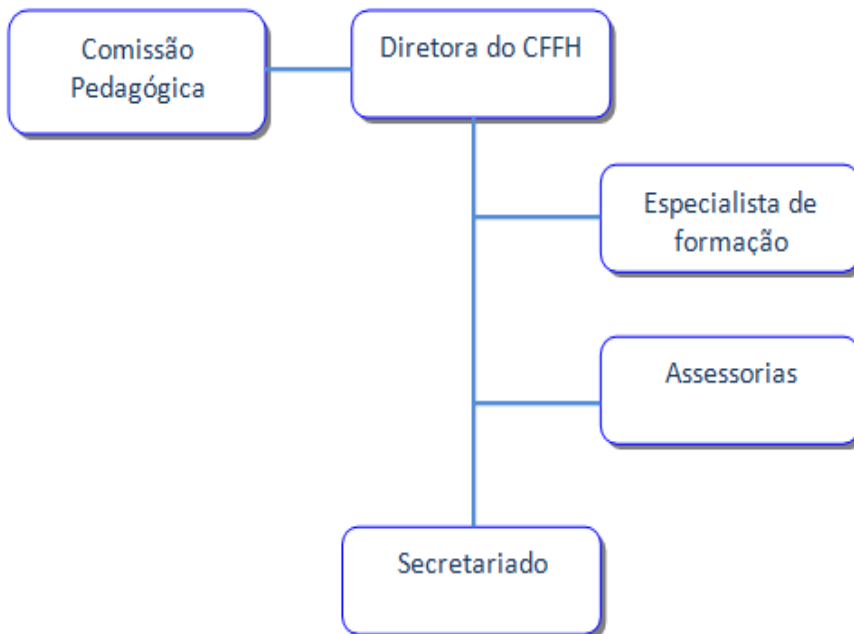 Comissão
Pedagógica
Diretora do CFFH
Especialista de
formação
Assessorias
Secretariado